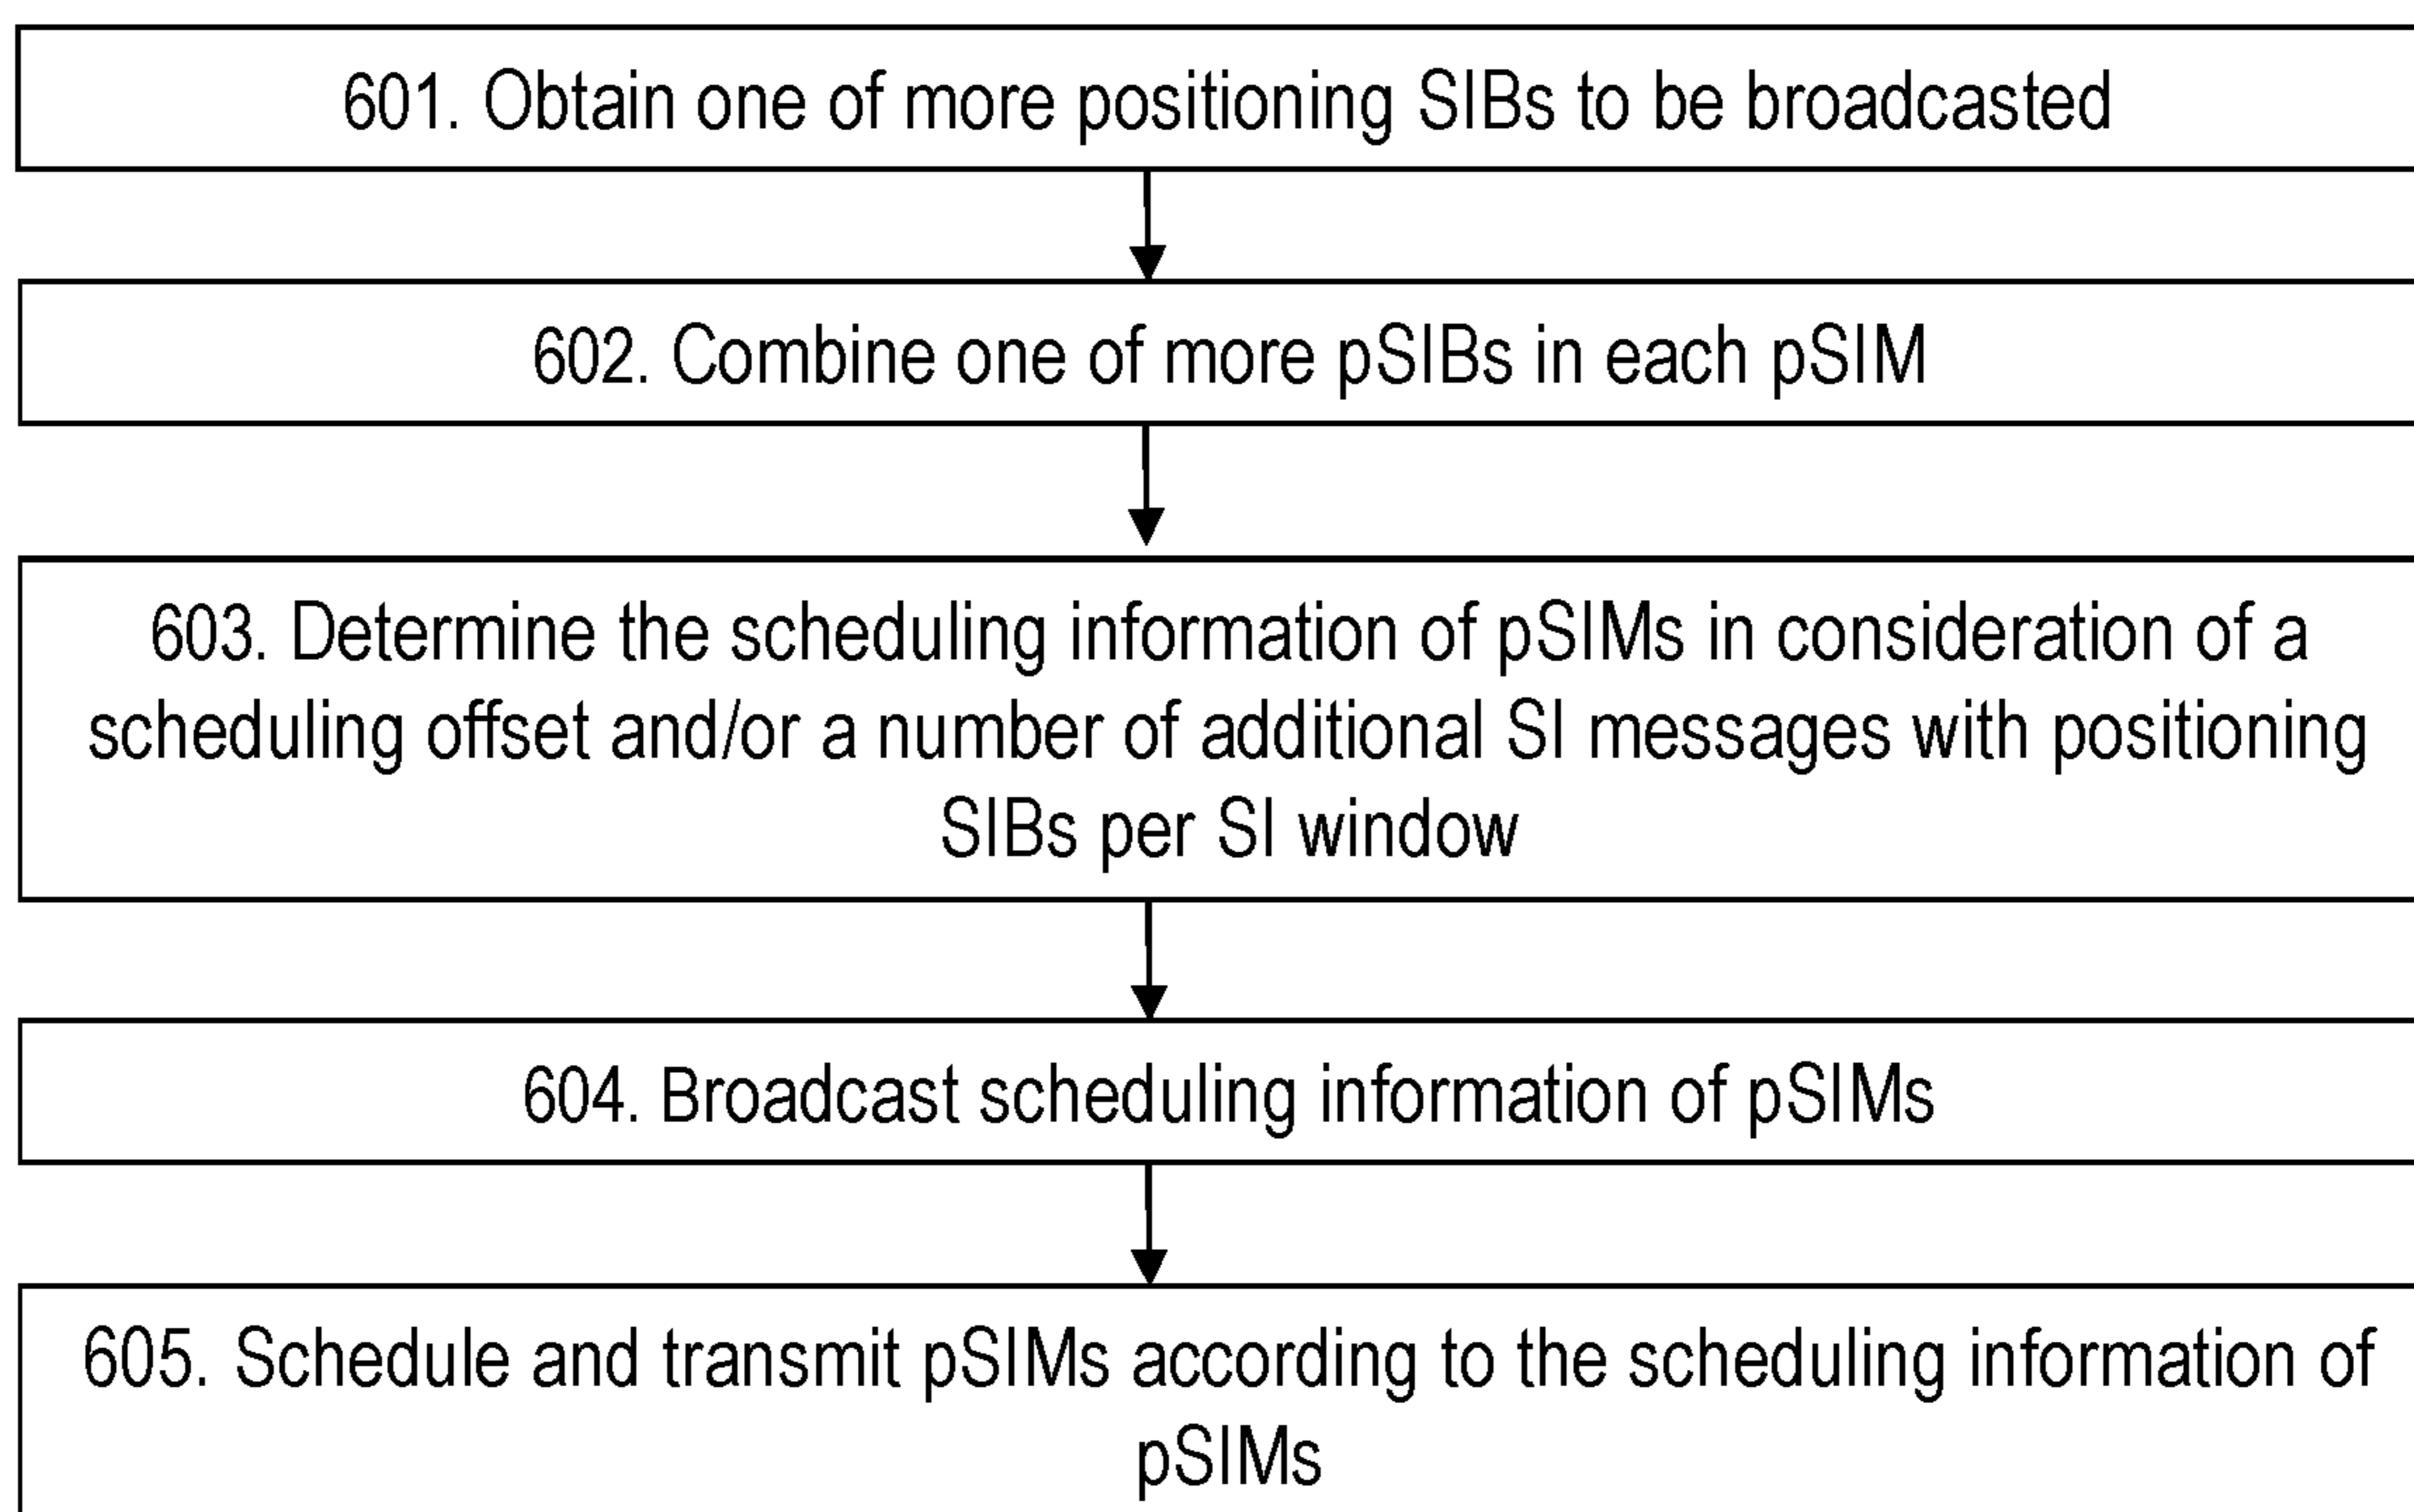 601. Obtain one of more positioning SIBs to be broadcasted
602. Combine one of more pSIBs in each pSIM
603. Determine the scheduling information of pSIMs in consideration of a
scheduling offset and/or a number of additional SI messages with positioning
SIBs per SI window
604. Broadcast scheduling information of pSIMs
605. Schedule and transmit pSIMs according to the scheduling information of
pSIMs